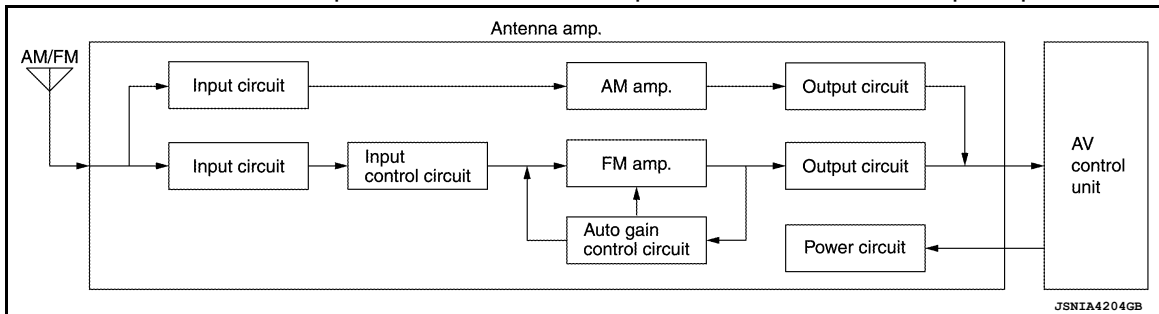 Antenna amp.
AM/FM
Input circuit
AM amp.
Output circuit
Input circuit
Input
control circuit
FM amp.
Output circuit
AV
control
unit
Auto gain
control circuit
Power circuit
JSNIA4204GB